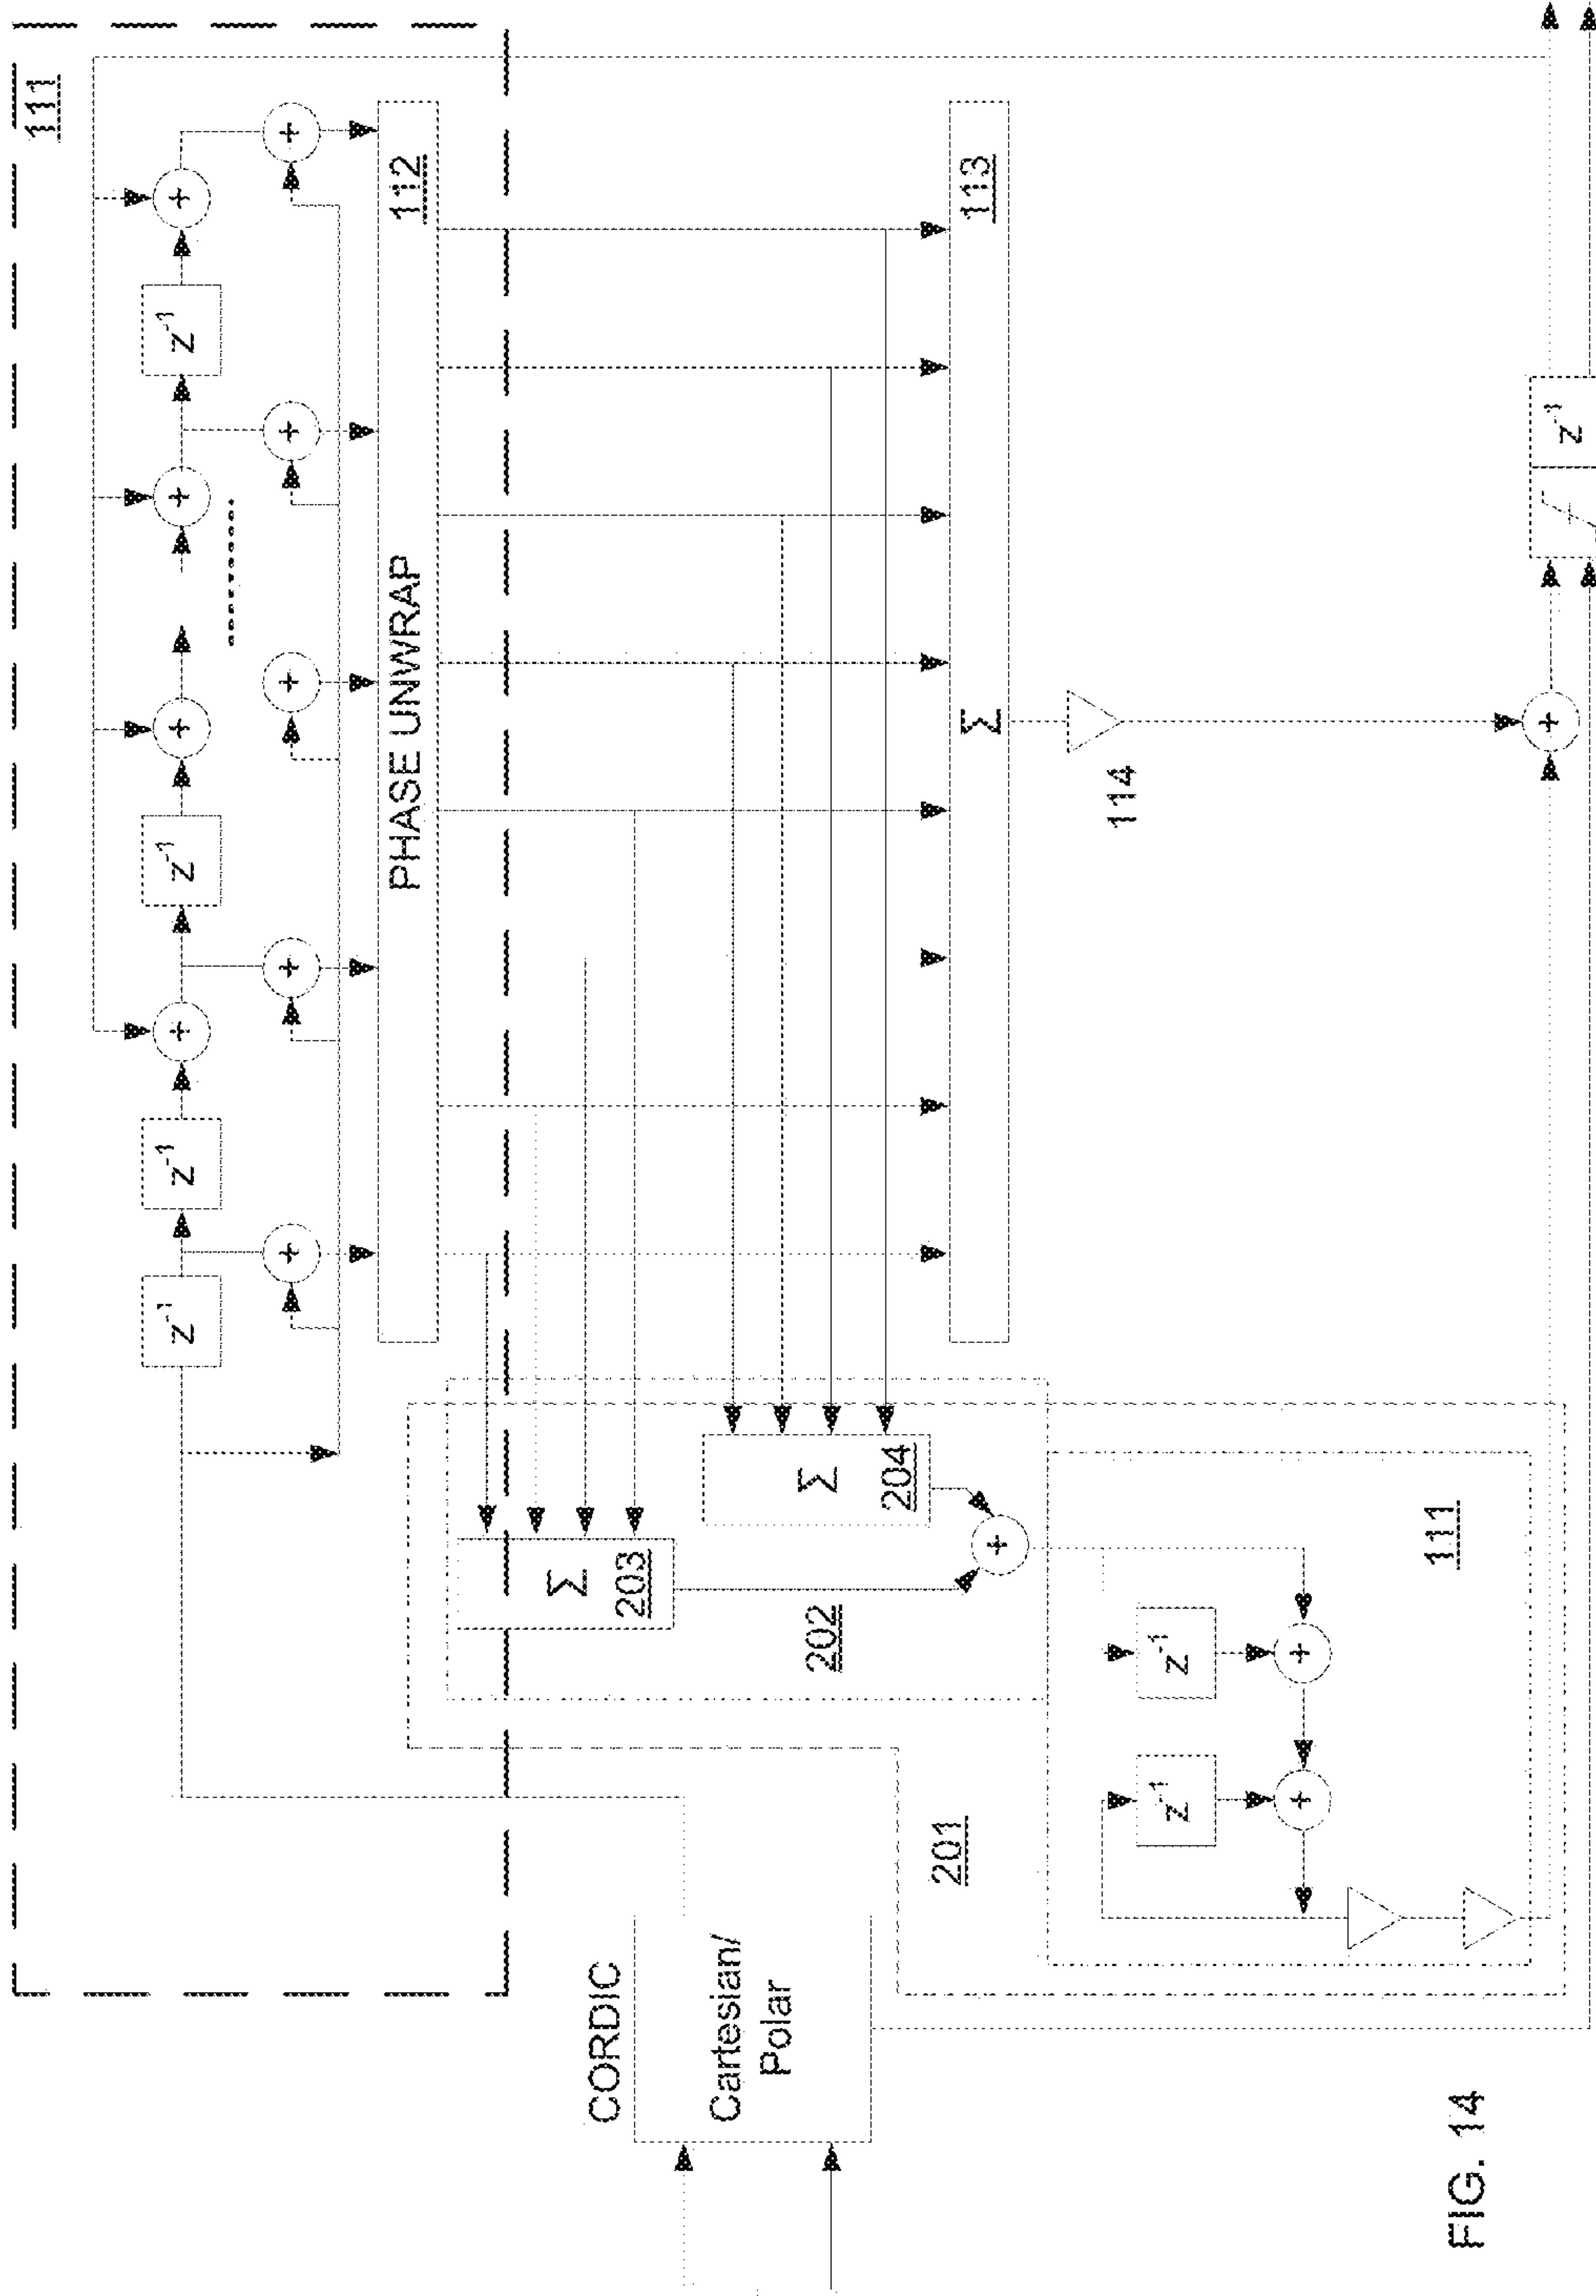 111
z⁻¹
z⁻¹
z⁻¹
z⁻¹
+
+
+
+
+
+
+
+
+
PHASE UNWRAP
112
CORDIC
Cartesian/
Polar
Σ
203
Σ
204
202
+
201
z⁻¹
z⁻¹
+
+
111
Σ
113
114
+
z⁻¹
FIG. 14